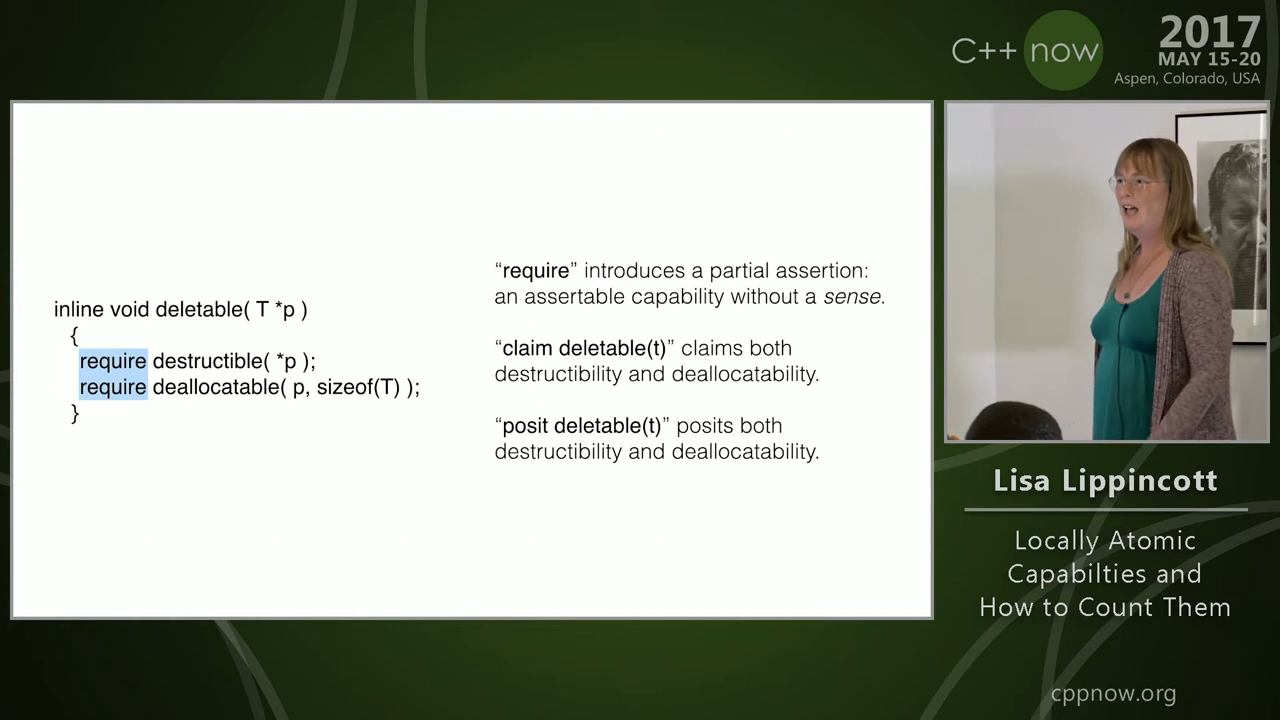 C++ now
2017
MAY 15-20
Aspen, Colorado, USA
inline void deletable( T *p )
{
require destructible( *p );
require deallocatable( p, sizeof(T) );
}
“require” introduces a partial assertion:
an assertable capability without a sense.
“claim deletable(t)” claims both
destructibility and deallocatability.
“posit deletable(t)” posits both
destructibility and deallocatability.
Lisa Lippincott
Locally Atomic
Capabilties and
How to Count Them
cppnow.org